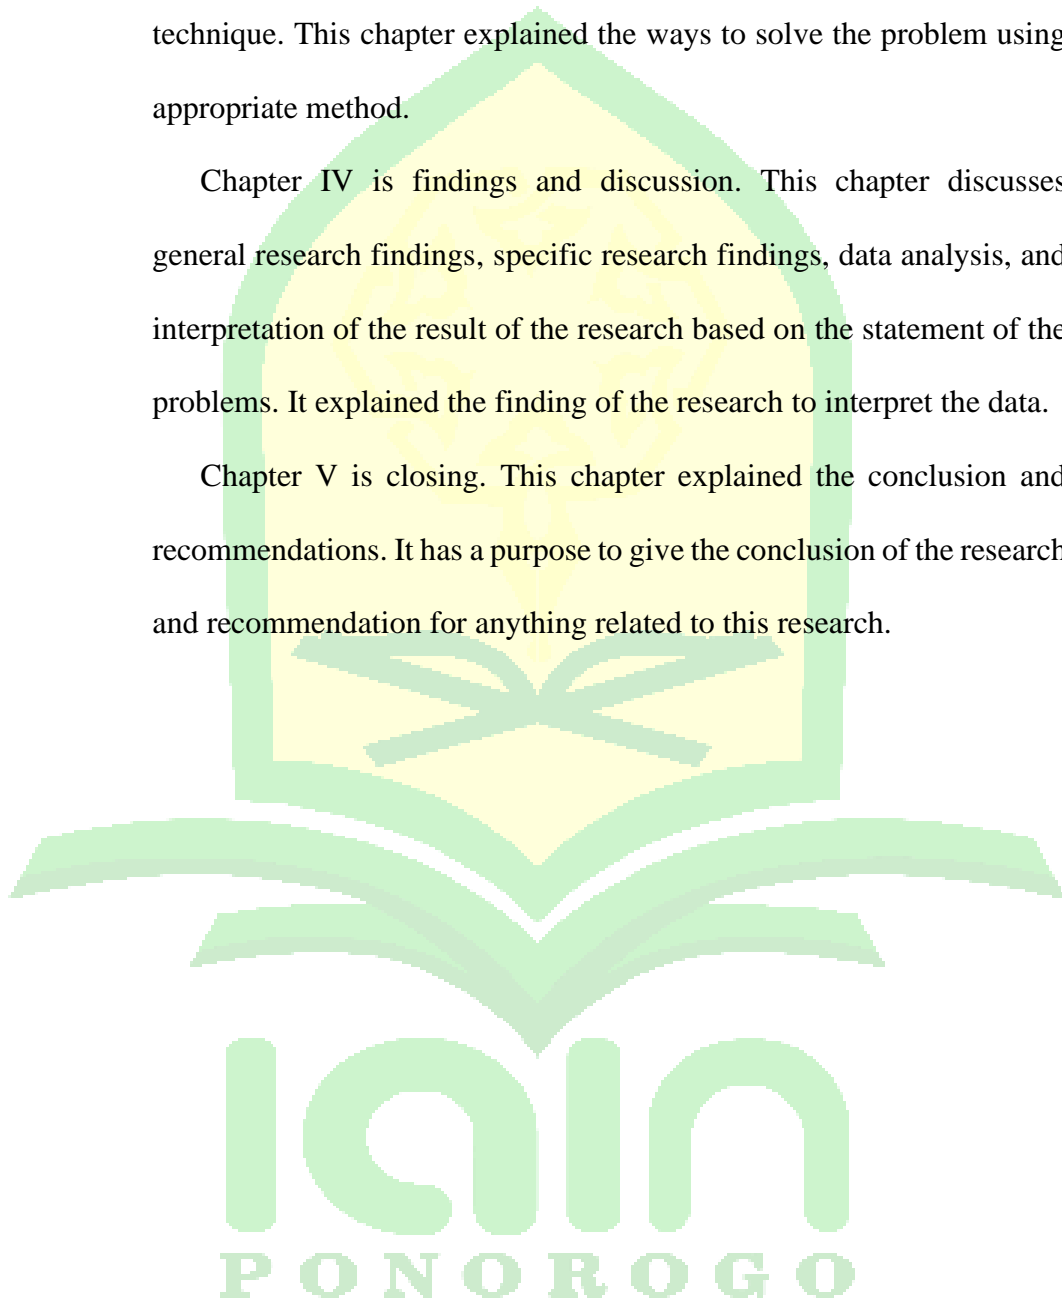 technique. This chapter explained the ways to solve the problem using
appropriate method.
Chapter IV is findings and discussion. This chapter discusses
general research findings, specific research findings, data analysis, and
interpretation of the result of the research based on the statement of the
problems. It explained the finding of the research to interpret the data.
Chapter V is closing. This chapter explained the conclusion and
recommendations. It has a purpose to give the conclusion of the research
and recommendation for anything related to this research.
IAIN
PONOROGO